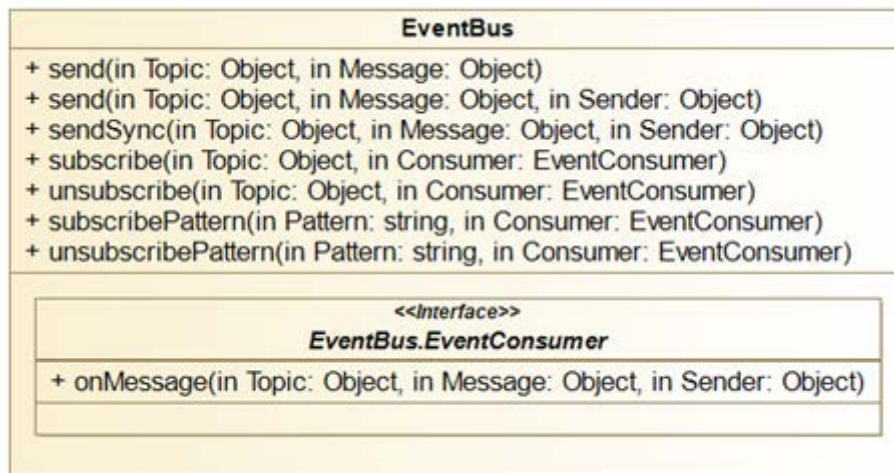 EventBus
+ send(in Topic: Object, in Message: Object)
+ send(in Topic: Object, in Message: Object, in Sender: Object)
+ sendSync(in Topic: Object, in Message: Object, in Sender: Object)
+ subscribe(in Topic: Object, in Consumer: EventConsumer)
+ unsubscribe(in Topic: Object, in Consumer: EventConsumer)
+ subscribePattern(in Pattern: string, in Consumer: EventConsumer)
+ unsubscribePattern(in Pattern: string, in Consumer: EventConsumer)
<<Interface>>
EventBus.EventConsumer
+ onMessage(in Topic: Object, in Message: Object, in Sender: Object)